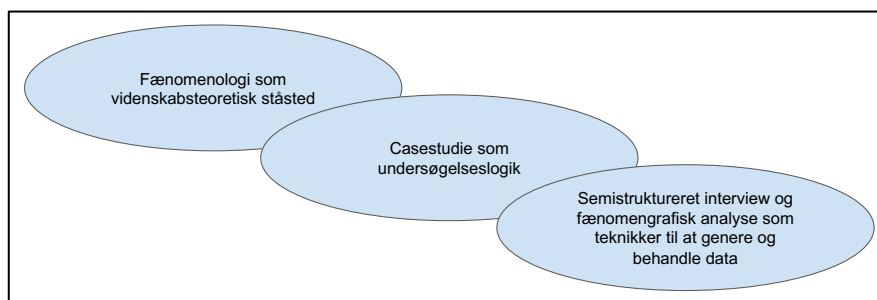 Fænomenologi som
videnskabsteoretisk ståsted
Casestudie som
undersøgelseslogik
Semistruktureret interview og
fænomengrafisk analyse som
teknikker til at genere og
behandle data